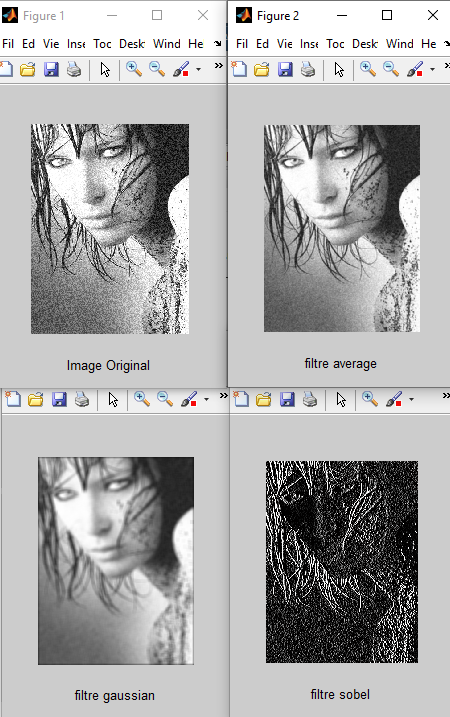 Figure 1
Fil Ed Vie Inse Toc Desk Wind He
Image Original
Figure 2
Fil Ed Vie Inse Toc Desk Wind He
filtre average
filtre gaussian
filtre sobel